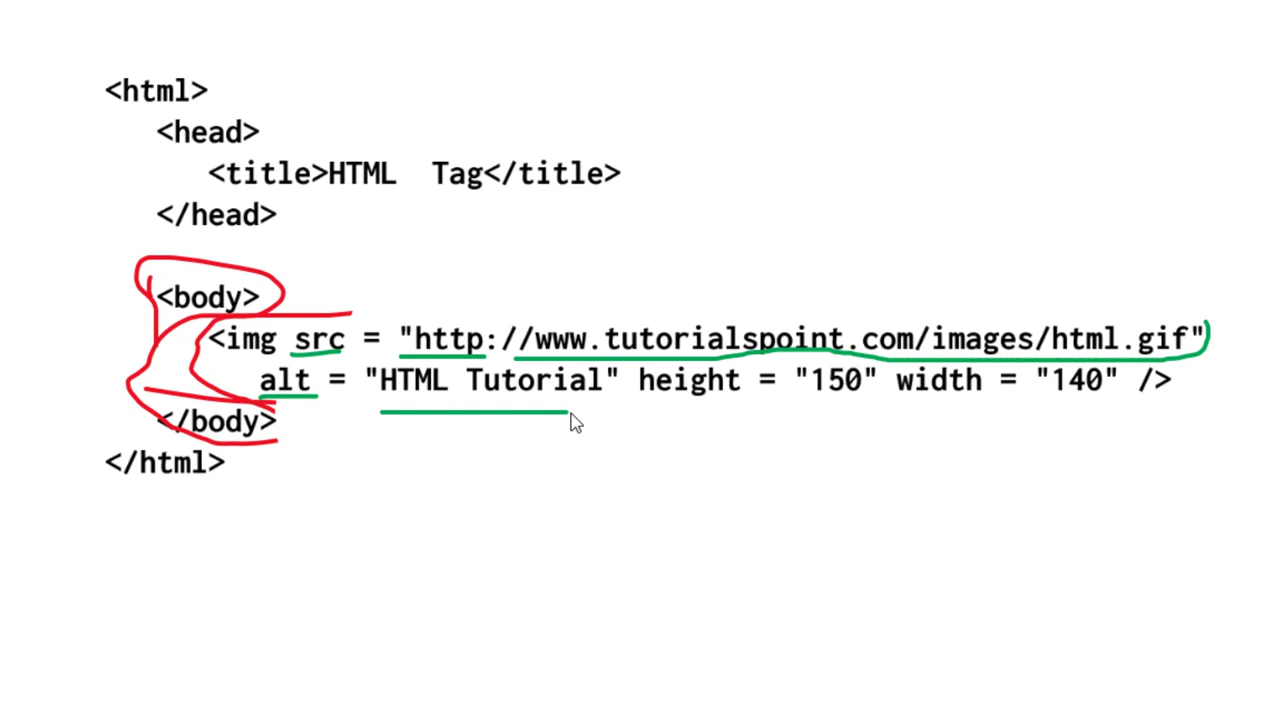 <html>
<head>
<title>HTML  Tag</title>
</head>
<body>
<img src = "http://www.tutorialspoint.com/images/html.gif"
alt = "HTML Tutorial" height = "150" width = "140" />
</body>
</html>